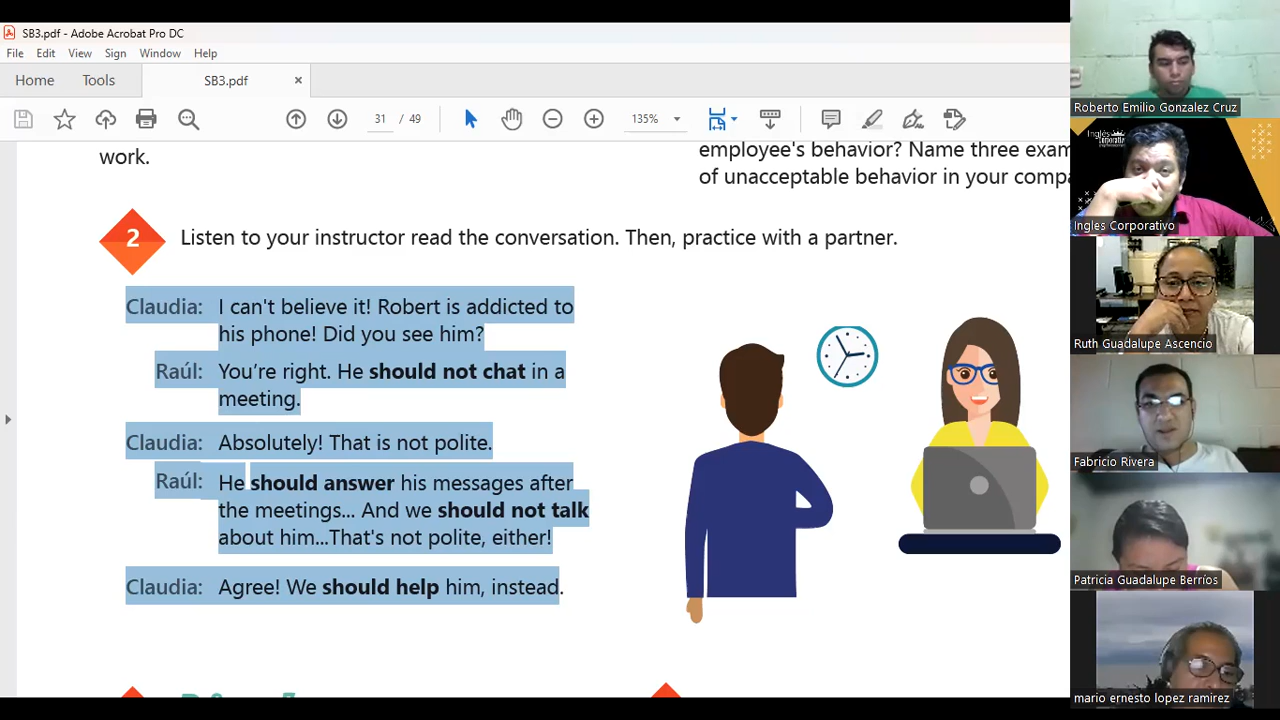 SB3.pdf - Adobe Acrobat Pro DC
File Edit View Sign Window Help
Home Tools SB3.pdf ×
31 / 49 135%
work.
employee's behavior? Name three exam
of unacceptable behavior in your compa
2 Listen to your instructor read the conversation. Then, practice with a partner.
Claudia: I can't believe it! Robert is addicted to
his phone! Did you see him?
Raúl: You're right. He should not chat in a
meeting.
Claudia: Absolutely! That is not polite.
Raúl: He should answer his messages after
the meetings... And we should not talk
about him...That's not polite, either!
Claudia: Agree! We should help him, instead.
Roberto Emilio Gonzalez Cruz
Inglés
Corporativo
Ingles Corporativo
Ruth Guadalupe Ascencio
Fabricio Rivera
Patricia Guadalupe Berríos
mario ernesto lopez ramirez